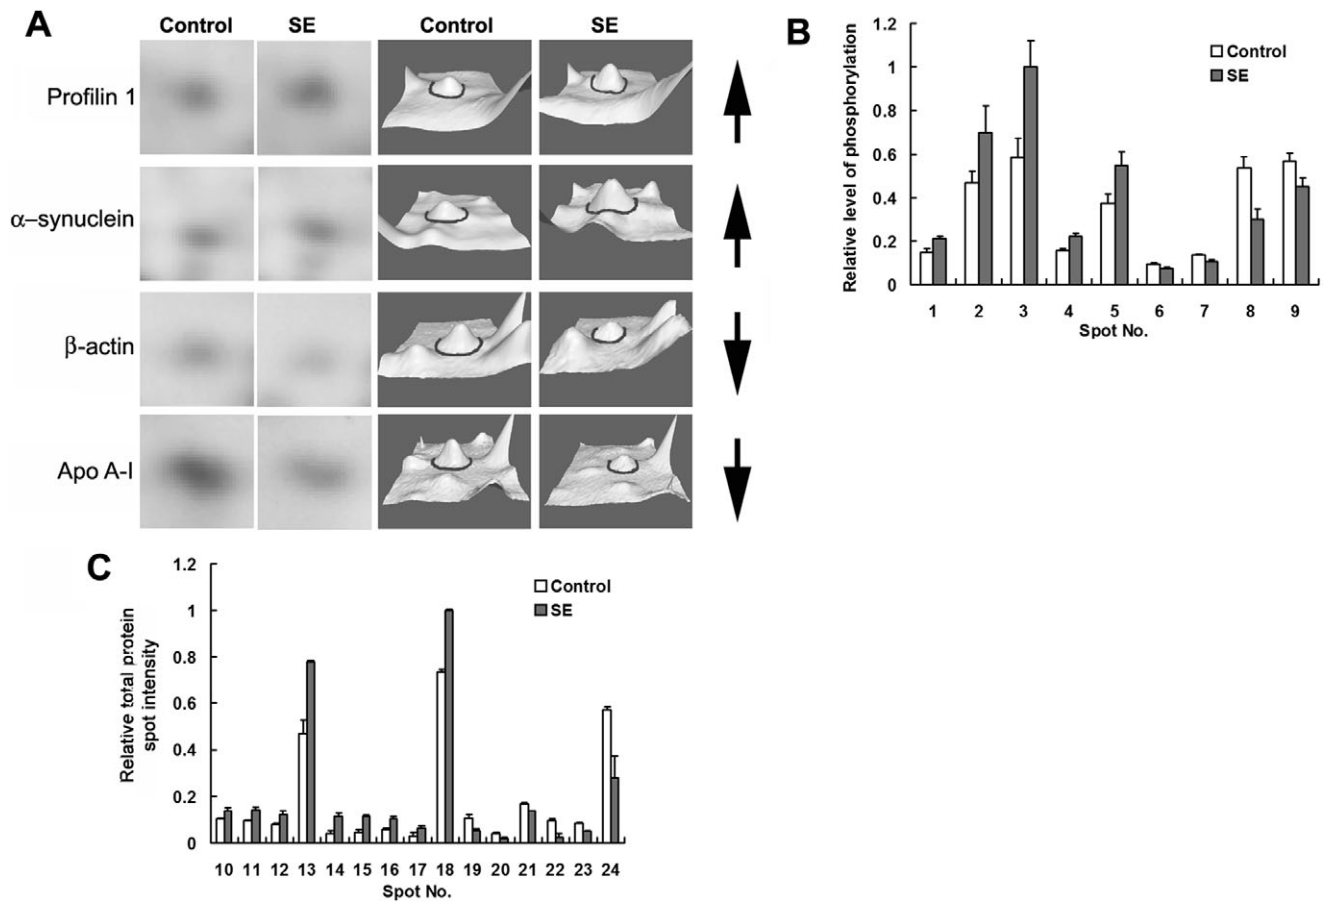 A
Control SE Control SE
Profilin 1
α–synuclein
β-actin
Apo A-I
B
Relative level of phosphorylation
1.2
1
0.8
0.6
0.4
0.2
0
Control
SE
1 2 3 4 5 6 7 8 9
Spot No.
C
Relative total protein
spot intensity
1.2
1
0.8
0.6
0.4
0.2
0
Control
SE
10 11 12 13 14 15 16 17 18 19 20 21 22 23 24
Spot No.